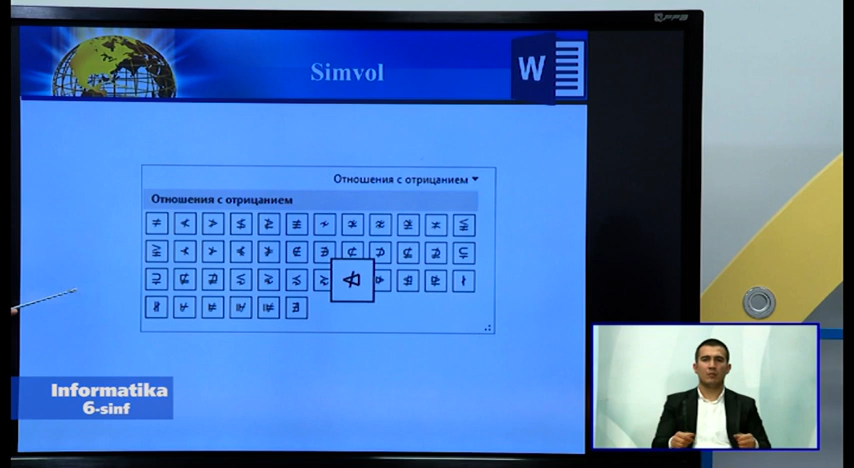 Simvol
W
Отношения с отрицанием
Отношения с отрицанием
Informatika
6-sinf